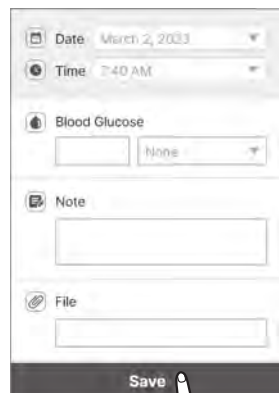 Date March 2, 2023
Time 7:40 AM
Blood Glucose
None
Note
File
Save